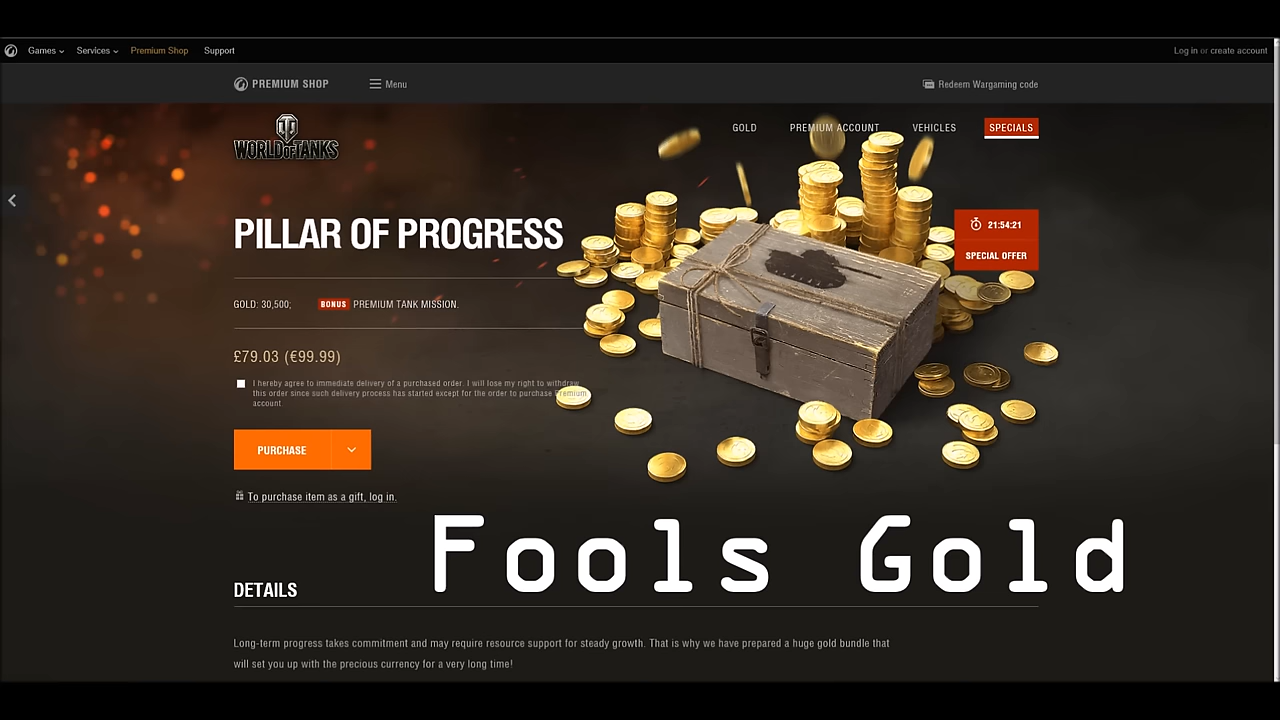 Games Services Premium Shop Support Log in or create account
PREMIUM SHOP Menu Redeem Wargaming code
WORLD OF TANKS
GOLD PREMIUM ACCOUNT VEHICLES SPECIALS
PILLAR OF PROGRESS
21:54:21
SPECIAL OFFER
GOLD: 30,500; BONUS PREMIUM TANK MISSION.
£79.03 (€99.99)
I hereby agree to immediate delivery of a purchased order. I will lose my right to withdraw
this order since such delivery process has started except for the order to purchase Premium
account.
PURCHASE
To purchase item as a gift, log in.
Fools Gold
DETAILS
Long-term progress takes commitment and may require resource support for steady growth. That is why we have prepared a huge gold bundle that
will set you up with the precious currency for a very long time!